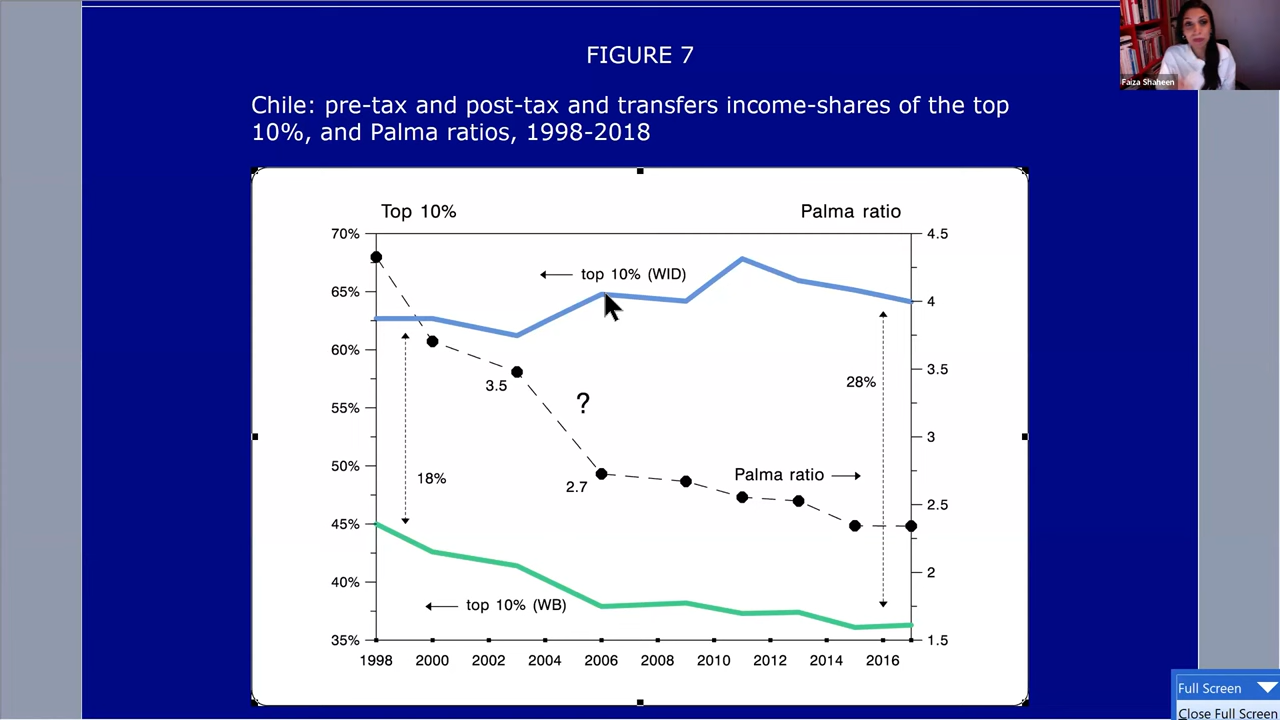 FIGURE 7
Faiza Shaheen
Chile: pre-tax and post-tax and transfers income-shares of the top
10%, and Palma ratios, 1998-2018
Top 10%
Palma ratio
70%
4.5
← top 10% (WID)
65%
4
60%
3.5
3.5
28%
?
55%
3
50%
Palma ratio →
18%
2.7
2.5
45%
40%
2
← top 10% (WB)
35%
1.5
1998 2000 2002 2004 2006 2008 2010 2012 2014 2016
Full Screen
Close Full Screen